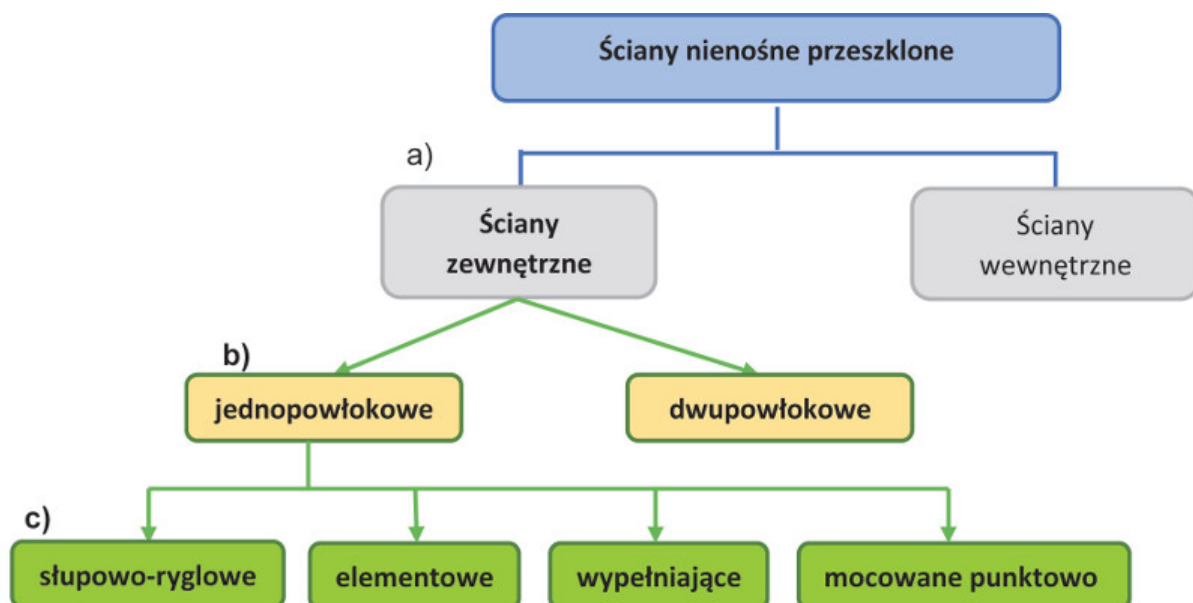 Ściany nienośne przeszklone
a)
Ściany
zewnętrzne
Ściany
wewnętrzne
b)
jednopowłokowe
dwupowłokowe
c)
słupowo-ryglowe
elementowe
wypełniające
mocowane punktowo